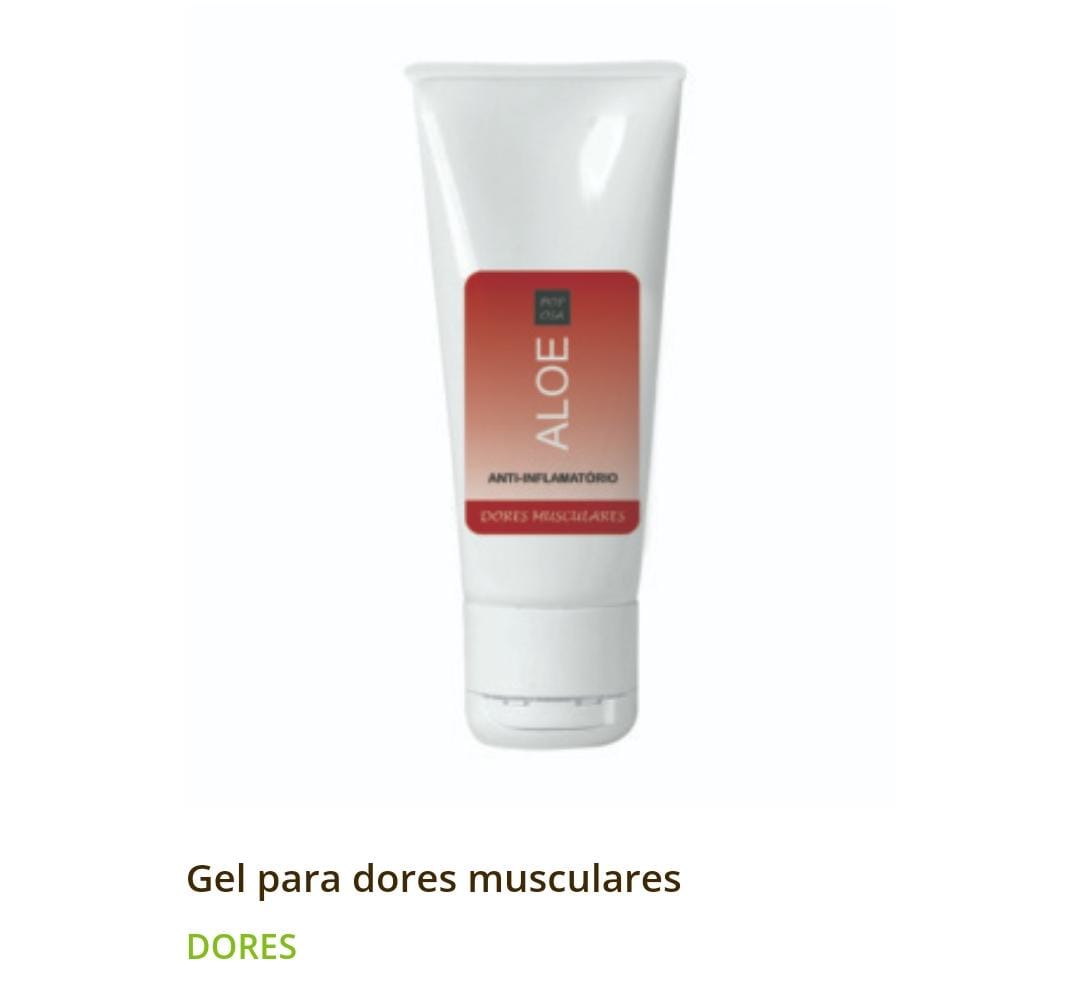 ALOE
ANTI-INFLAMATÓRIO
DORES MUSCULARES
Gel para dores musculares
DORES